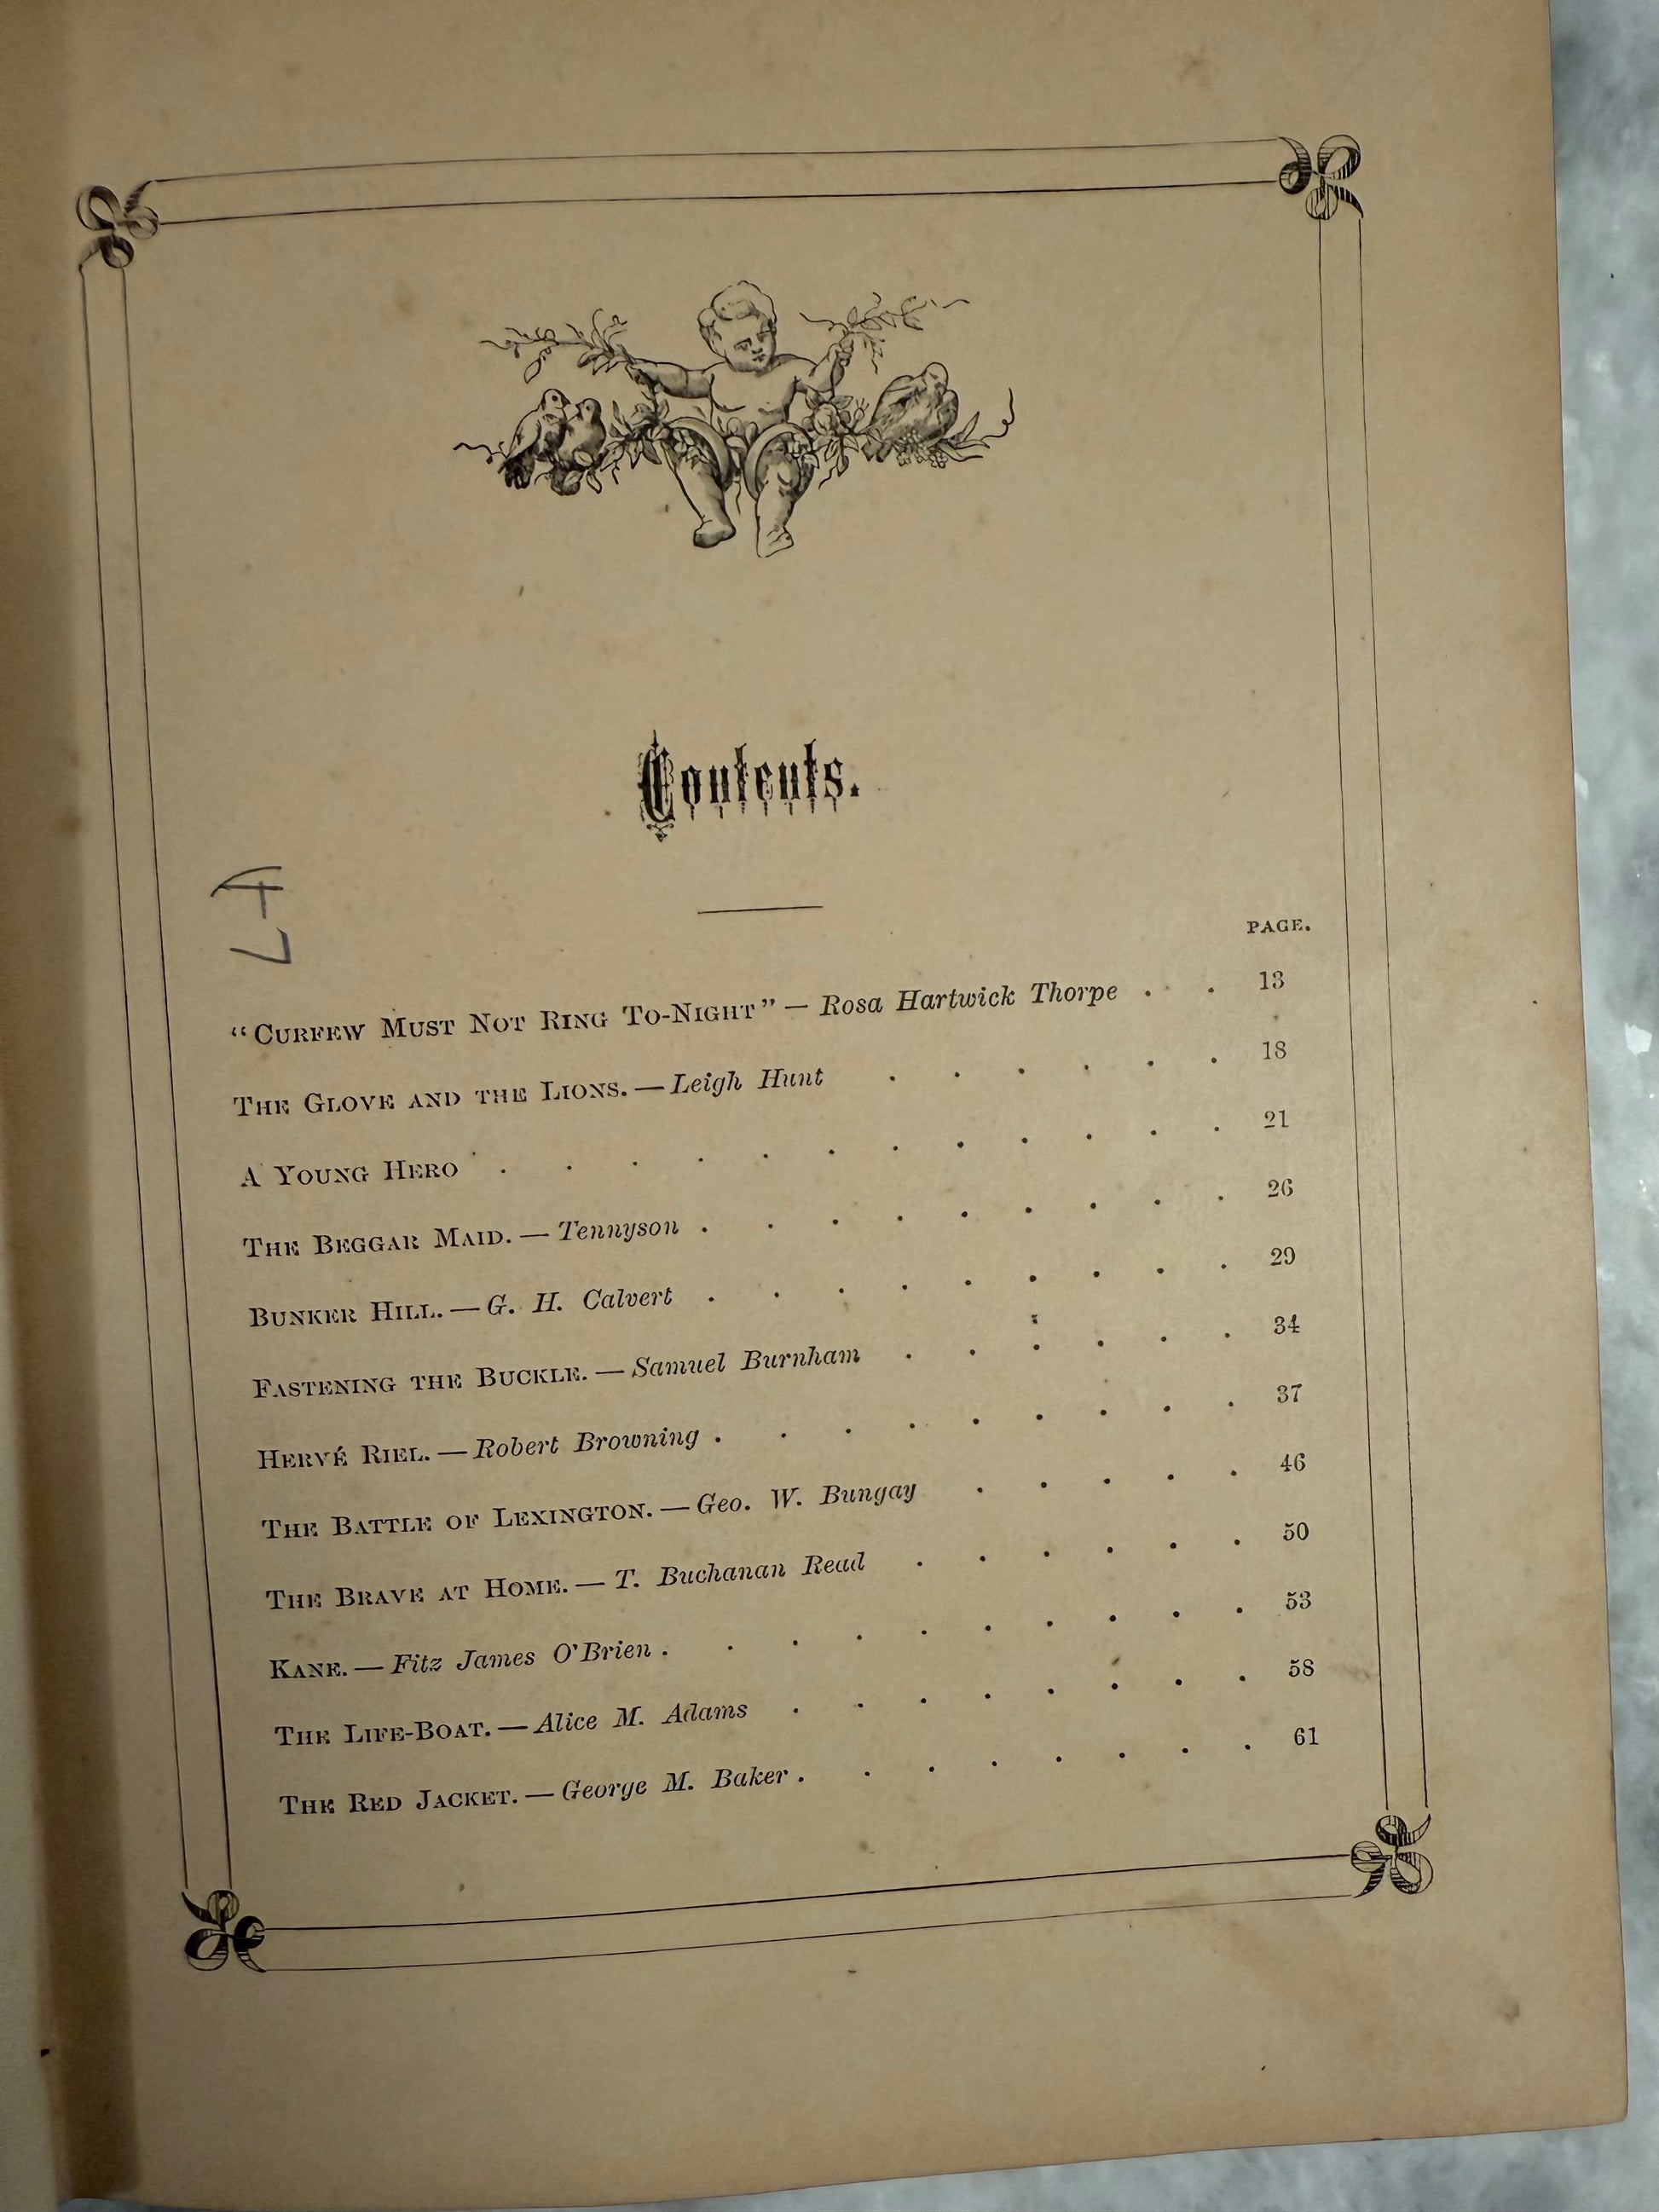 Contents.
PAGE.
“CURFEW MUST NOT RING TO-NIGHT” — Rosa Hartwick Thorpe . . 13
THE GLOVE AND THE LIONS. — Leigh Hunt . . . . . . 18
A YOUNG HERO . . . . . . . . . . . . 21
THE BEGGAR MAID. — Tennyson . . . . . . . . . 26
BUNKER HILL. — G. H. Calvert . . . . . . . . . 29
FASTENING THE BUCKLE. — Samuel Burnham . . . . . . 34
HERVÉ RIEL. — Robert Browning . . . . . . . . . 37
THE BATTLE OF LEXINGTON. — Geo. W. Bungay . . . . . 46
THE BRAVE AT HOME. — T. Buchanan Read . . . . . . 50
KANE. — Fitz James O’Brien . . . . . . . . . . 53
THE LIFE-BOAT. — Alice M. Adams . . . . . . . . 58
THE RED JACKET. — George M. Baker . . . . . . . . 61